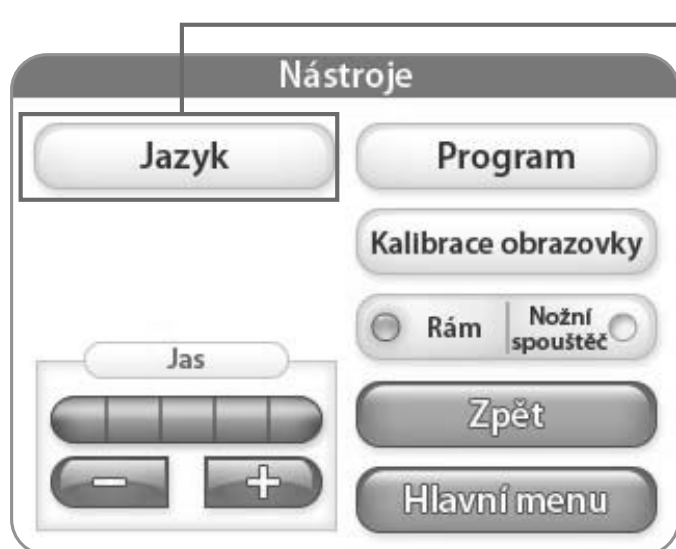 Nástroje
Jazyk
Program
Kalibrace obrazovky
Rám
Nožní
spouštěč
Jas
− +
Zpět
Hlavní menu